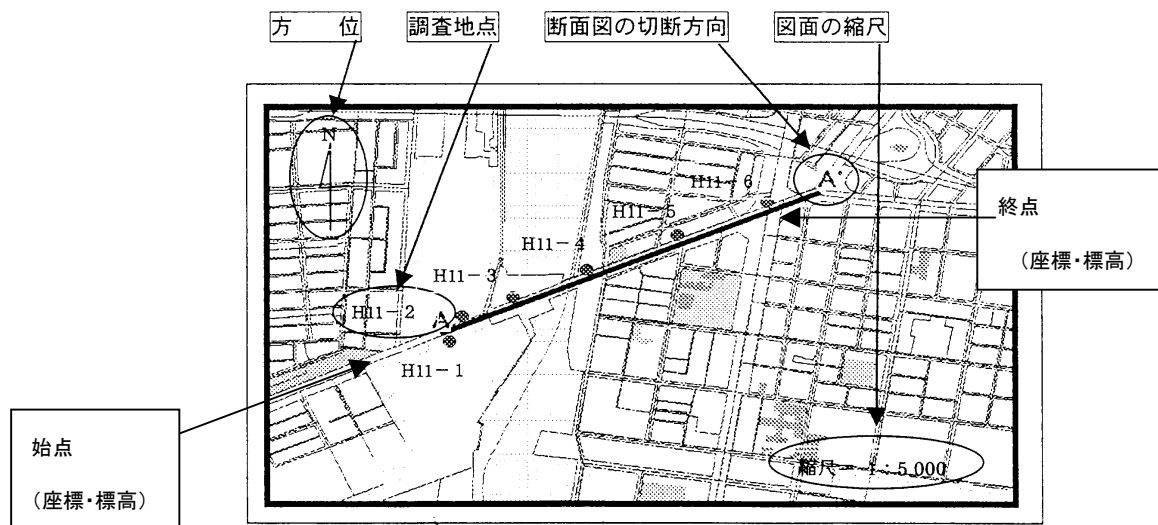 方　位
調査地点
断面図の切断方向
図面の縮尺
N
A'
H11－6
H11－5
H11－4
H11－3
H11－2
A
H11－1
終点
（座標・標高）
始点
（座標・標高）
縮尺＝ 1：5,000